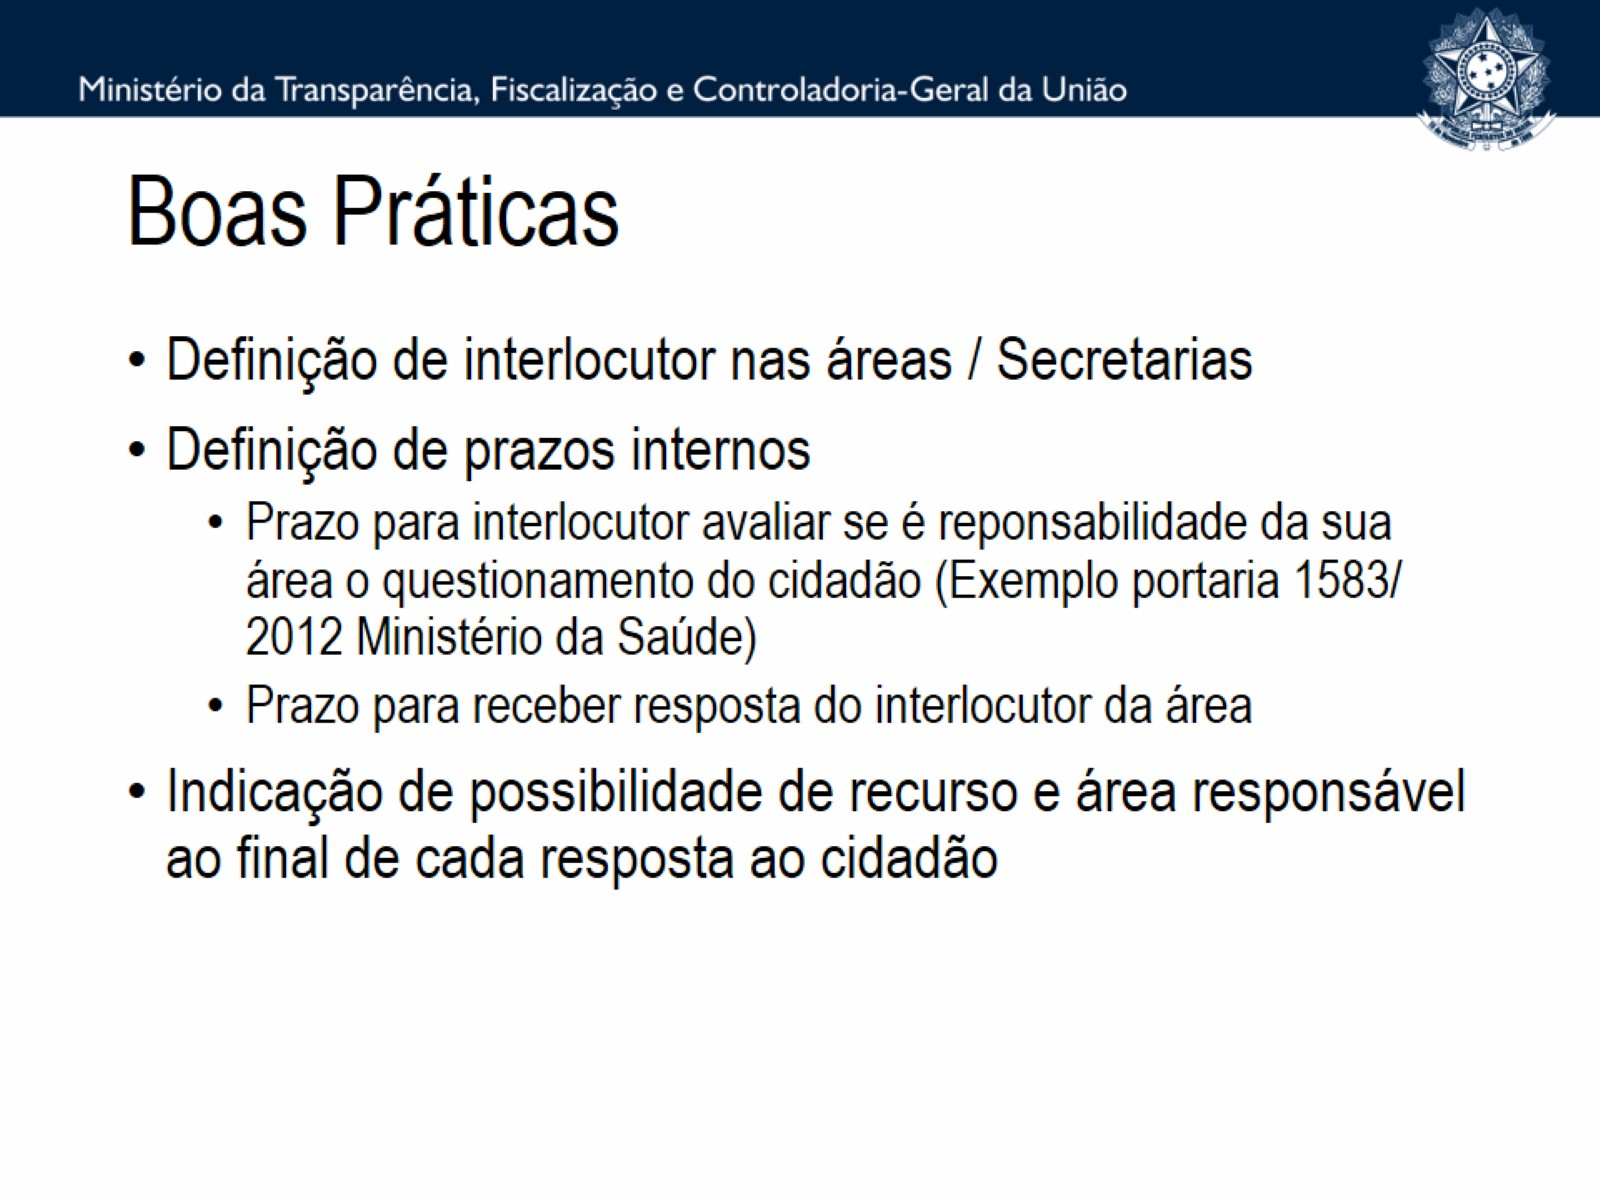 Ministério da Transparência, Fiscalização e Controladoria-Geral da União
Boas Práticas
• Definição de interlocutor nas áreas / Secretarias
• Definição de prazos internos
• Prazo para interlocutor avaliar se é reponsabilidade da sua
área o questionamento do cidadão (Exemplo portaria 1583/
2012 Ministério da Saúde)
• Prazo para receber resposta do interlocutor da área
• Indicação de possibilidade de recurso e área responsável
ao final de cada resposta ao cidadão